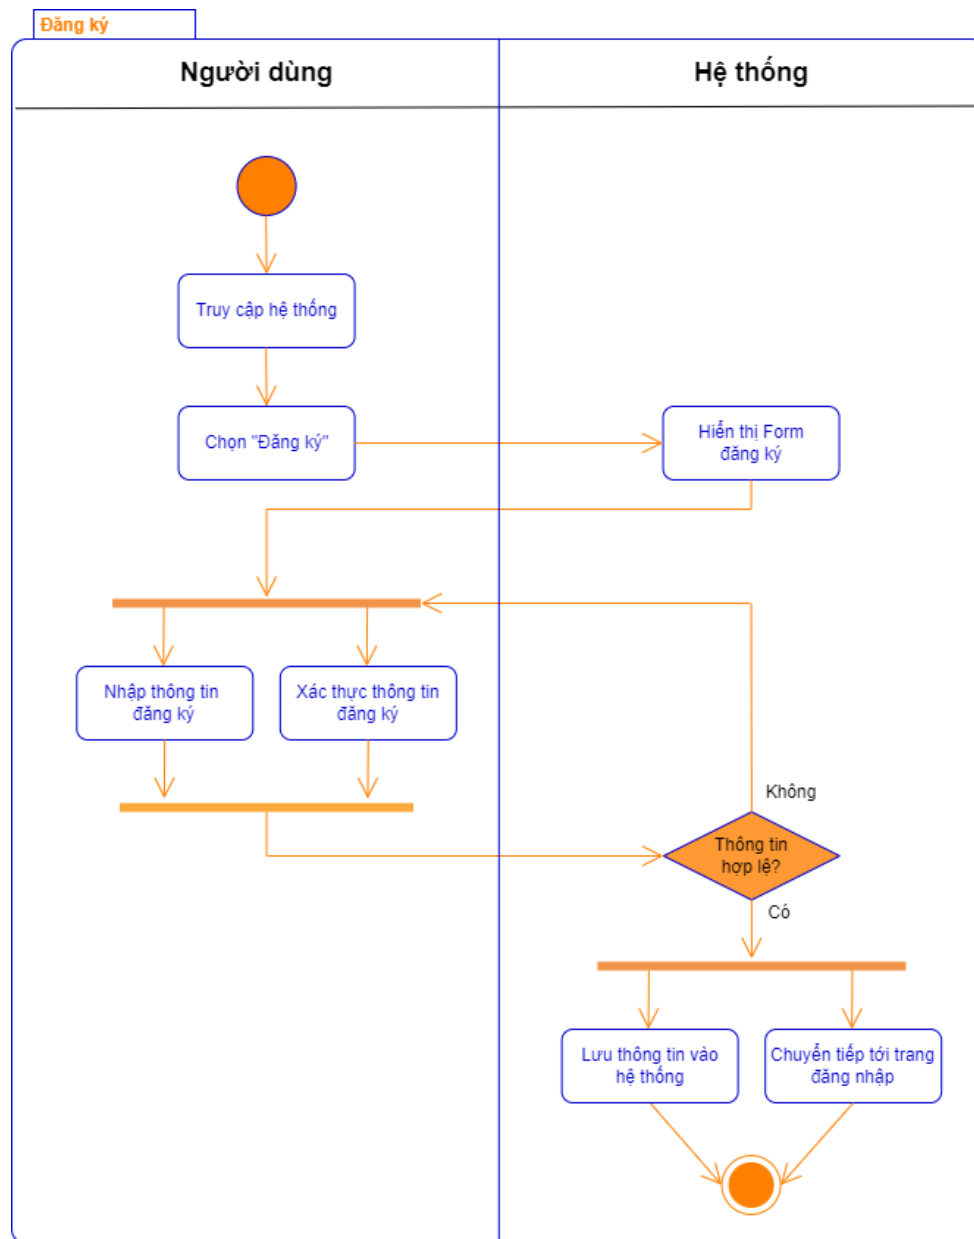 Đăng ký
Người dùng
Hệ thống
Truy cập hệ thống
Chọn "Đăng ký"
Hiển thị Form
đăng ký
Nhập thông tin
đăng ký
Xác thực thông tin
đăng ký
Không
Thông tin
hợp lệ?
Có
Lưu thông tin vào
hệ thống
Chuyển tiếp tới trang
đăng nhập